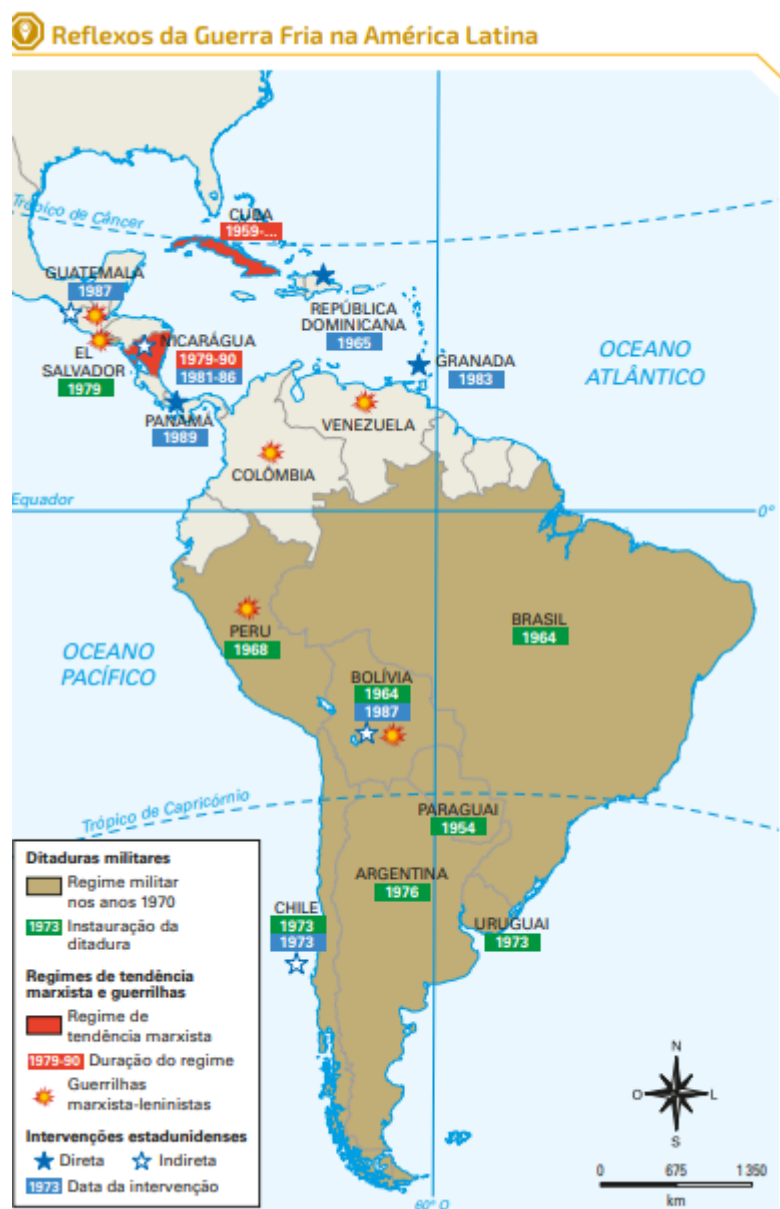 Reflexos da Guerra Fria na América Latina
Trópico de Câncer
CUBA
1959-...
GUATEMALA
1987
REPÚBLICA
DOMINICANA
1965
NICARÁGUA
1979-90
1981-86
EL
SALVADOR
1979
GRANADA
1983
OCEANO
ATLÂNTICO
PANAMÁ
1989
VENEZUELA
COLÔMBIA
Equador
0°
PERU
1968
BRASIL
1964
OCEANO
PACÍFICO
BOLÍVIA
1964
1987
Trópico de Capricórnio
PARAGUAI
1954
ARGENTINA
1976
CHILE
1973
1973
URUGUAI
1973
Ditaduras militares
Regime militar
nos anos 1970
1973 Instauração da
ditadura
Regimes de tendência
marxista e guerrilhas
Regime de
tendência marxista
1979-90 Duração do regime
Guerrilhas
marxista-leninistas
Intervenções estadunidenses
Direta Indireta
1973 Data da intervenção
N
O L
S
0 675 1 350
km
60° O